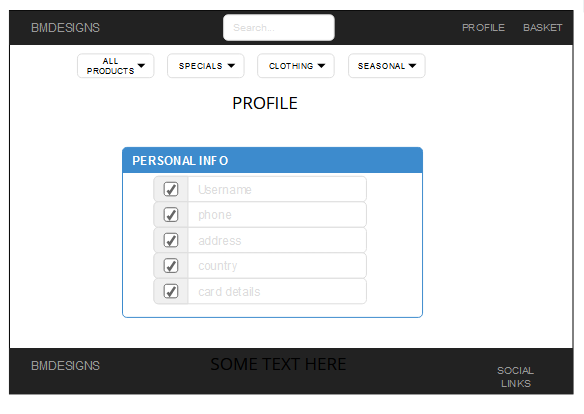 BMDESIGNS Search... PROFILE BASKET
ALL PRODUCTS SPECIALS CLOTHING SEASONAL
PROFILE
PERSONAL INFO
Username
phone
address
country
card details
BMDESIGNS SOME TEXT HERE SOCIAL
LINKS